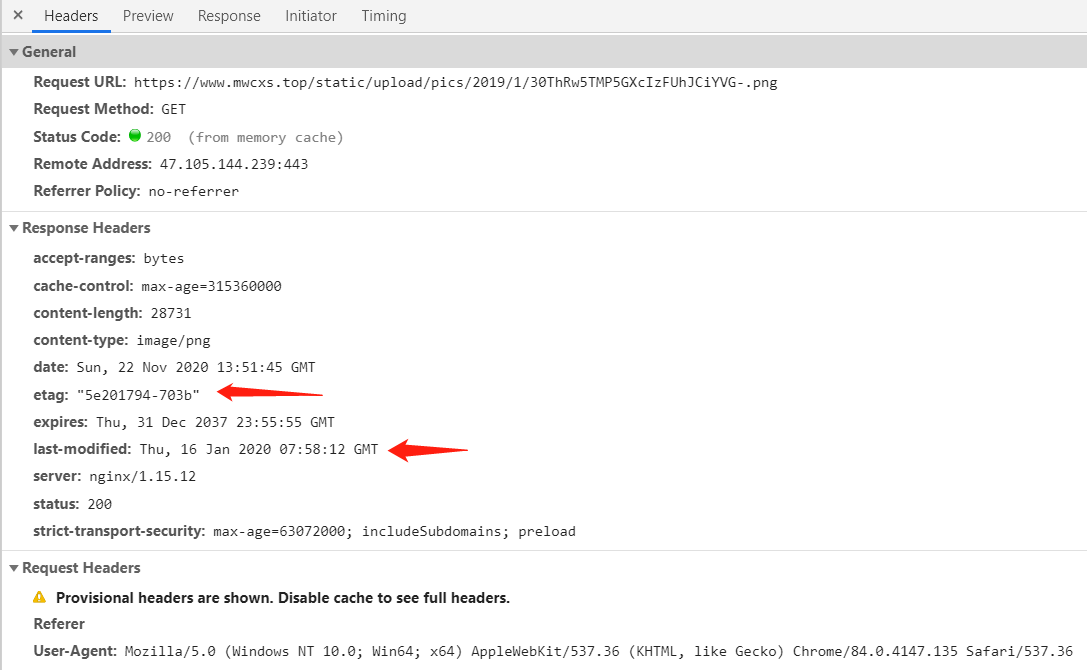 Headers Preview Response Initiator Timing
General
Request URL: https://www.mwcxs.top/static/upload/pics/2019/1/30ThRw5TMP5GXcIzFUhJCiYVG-.png
Request Method: GET
Status Code: 200 (from memory cache)
Remote Address: 47.105.144.239:443
Referrer Policy: no-referrer
Response Headers
accept-ranges: bytes
cache-control: max-age=315360000
content-length: 28731
content-type: image/png
date: Sun, 22 Nov 2020 13:51:45 GMT
etag: "5e201794-703b"
expires: Thu, 31 Dec 2037 23:55:55 GMT
last-modified: Thu, 16 Jan 2020 07:58:12 GMT
server: nginx/1.15.12
status: 200
strict-transport-security: max-age=63072000; includeSubdomains; preload
Request Headers
Provisional headers are shown. Disable cache to see full headers.
Referer
User-Agent: Mozilla/5.0 (Windows NT 10.0; Win64; x64) AppleWebKit/537.36 (KHTML, like Gecko) Chrome/84.0.4147.135 Safari/537.36